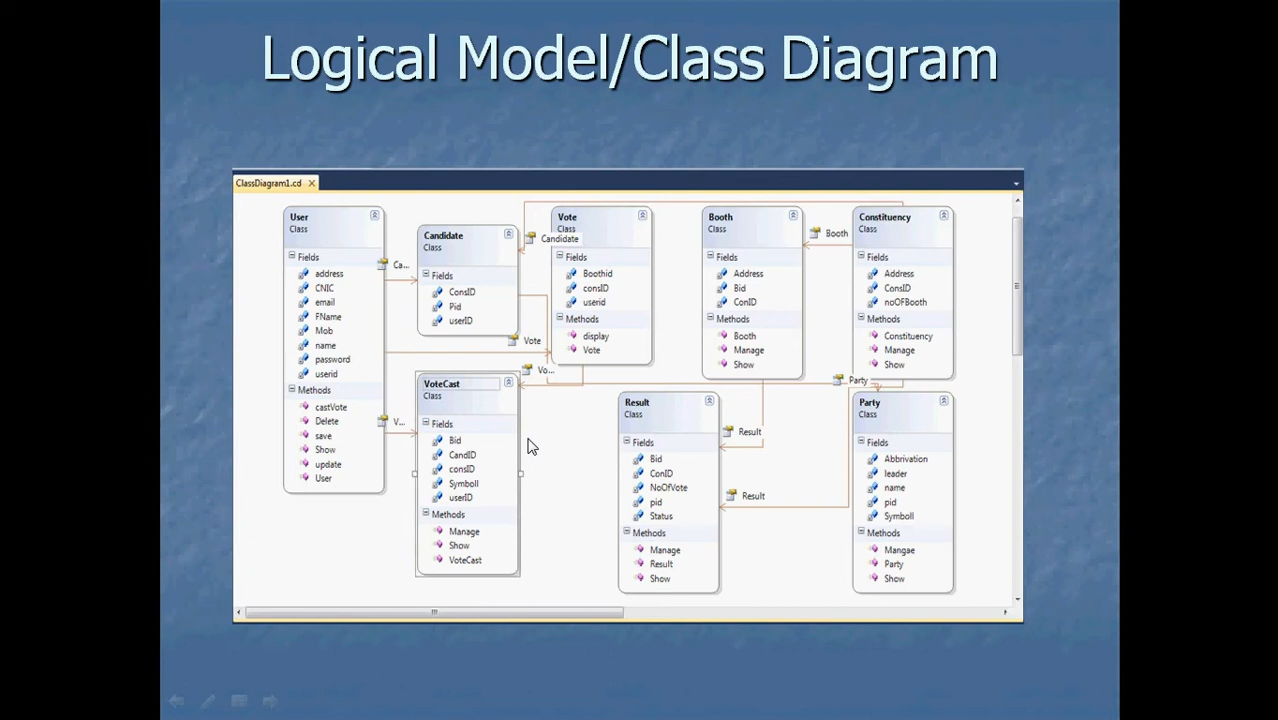 Logical Model/Class Diagram
ClassDiagram1.cd
User
Class
Fields
address
CNIC
email
FName
Mob
name
password
userid
Methods
castVote
Delete
save
Show
update
User
Ca...
V...
Candidate
Class
Fields
ConsID
Pid
userID
Candidate
Vote
Vo...
VoteCast
Class
Fields
Bid
CandID
consID
Symboll
userID
Methods
Manage
Show
VoteCast
Vote
Class
Fields
Boothid
consID
userid
Methods
display
Vote
Booth
Class
Fields
Address
Bid
ConID
Methods
Booth
Manage
Show
Booth
Constituency
Class
Fields
Address
ConsID
noOFBooth
Methods
Constituency
Manage
Show
Party
Result
Class
Fields
Bid
ConID
NoOfVote
pid
Status
Methods
Manage
Result
Show
Result
Result
Party
Class
Fields
Abbrivation
leader
name
pid
Symboll
Methods
Mangae
Party
Show